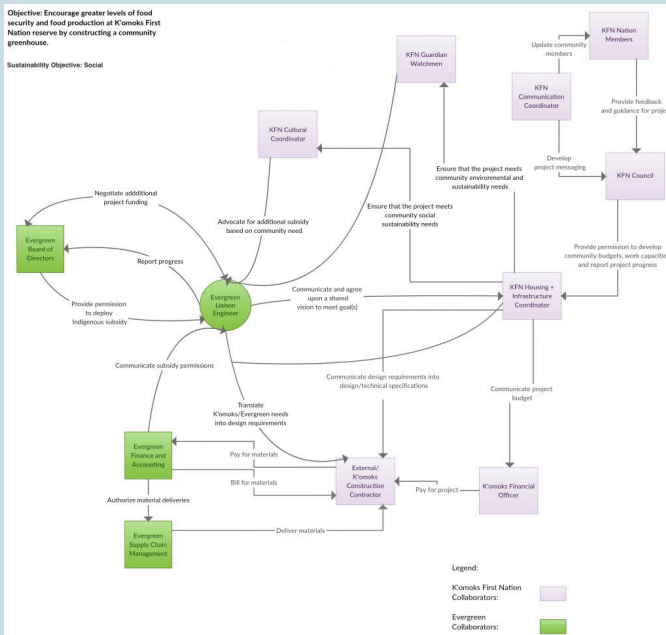 Objective: Encourage greater levels of food
security and food production at K'omoks First
Nation reserve by constructing a community
greenhouse.
Sustainability Objective: Social
KFN Guardian
Watchmen
Update community
members
KFN Nation
Members
KFN
Communication
Coordinator
KFN Cultural
Coordinator
Provide feedback
and guidance for proje
Develop
project messaging
KFN Council
Ensure that the project meets
community environmental and
sustainability needs
Negotiate addditional
project funding
Advocate for additional subsidy
based on community need
Ensure that the project meets
community social
sustainability needs
Evergreen
Board of
Directors
Report progress
Provide permission to develop
community budgets, work capacitie
and report project progress
Provide permission
to deploy
Indigenous subsidy
Evergreen
Liaison
Engineer
Communicate and agree
upon a shared
vision to meet goal(s)
KFN Housing +
Infrastructure
Coordinator
Communicate subsidy permissions
Communicate design requirements into
design/technical specifications
Communicate project
budget
Translate
K'omoks/Evergreen needs
into design requirements
Evergreen
Finance and
Accounting
Pay for materials
Bill for materials
External/
K'omoks
Construction
Contractor
Pay for project
K'omoks Financial
Officer
Authorize material deliveries
Evergreen
Supply Chain
Management
Deliver materials
Legend:
K'omoks First Nation
Collaborators:
Evergreen
Collaborators: